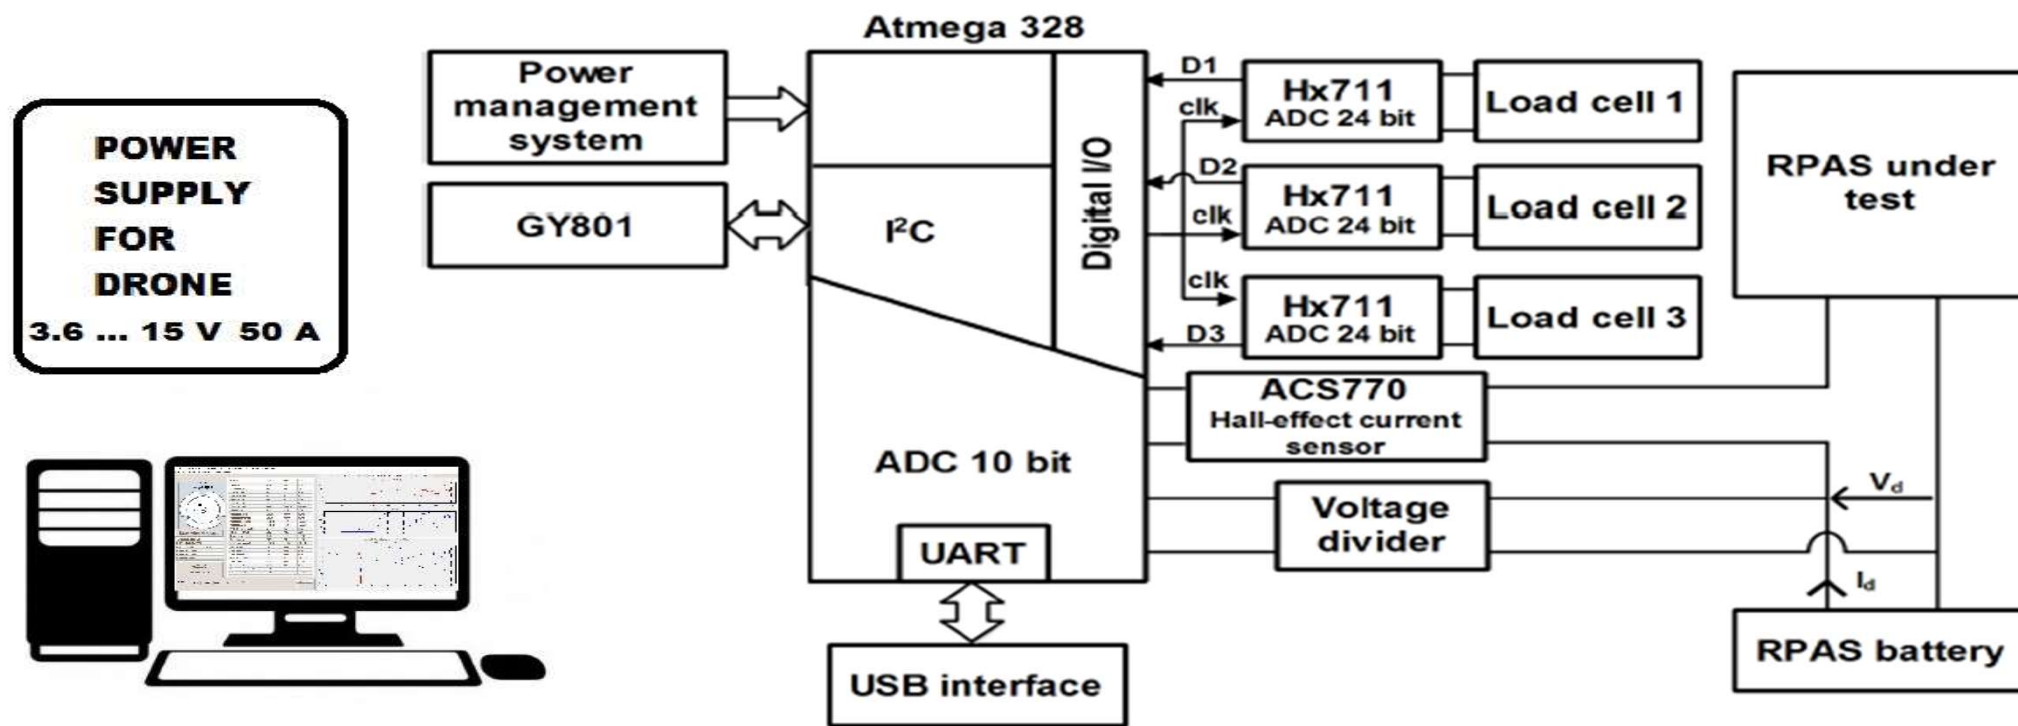 Atmega 328
POWER
SUPPLY
FOR
DRONE
3.6 ... 15 V 50 A
Power
management
system
GY801
I²C
Digital I/O
ADC 10 bit
UART
USB interface
D1
clk
Hx711
ADC 24 bit
Load cell 1
D2
clk
Hx711
ADC 24 bit
Load cell 2
clk
D3
Hx711
ADC 24 bit
Load cell 3
ACS770
Hall-effect current
sensor
Voltage
divider
RPAS under
test
Vd
Id
RPAS battery